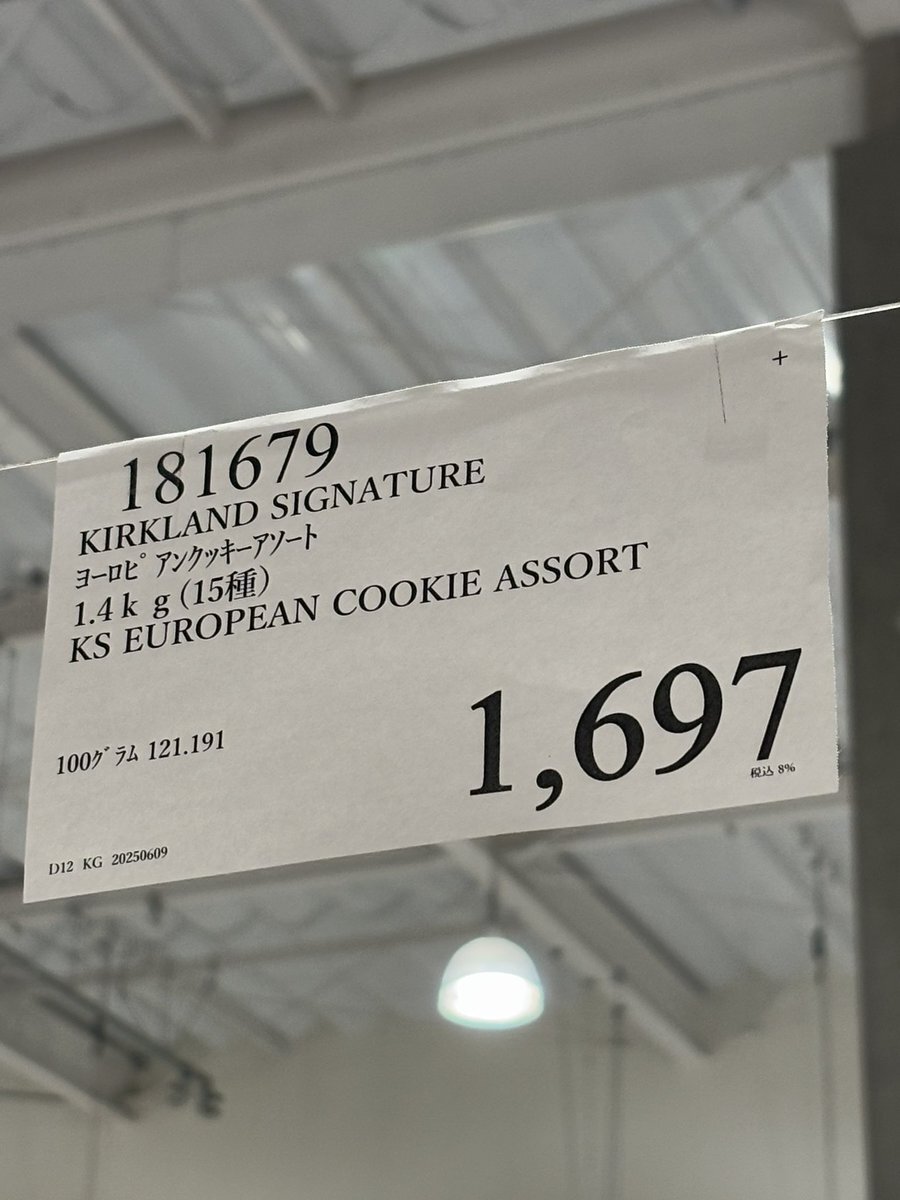 +
181679
KIRKLAND SIGNATURE
ﾖｰﾛﾋﾟｱﾝｸｯｷｰｱｿｰﾄ
1.4ｋｇ(15種)
KS EUROPEAN COOKIE ASSORT
1,697
100ｸﾞﾗﾑ 121.191
税込 8%
D12 KG 20250609